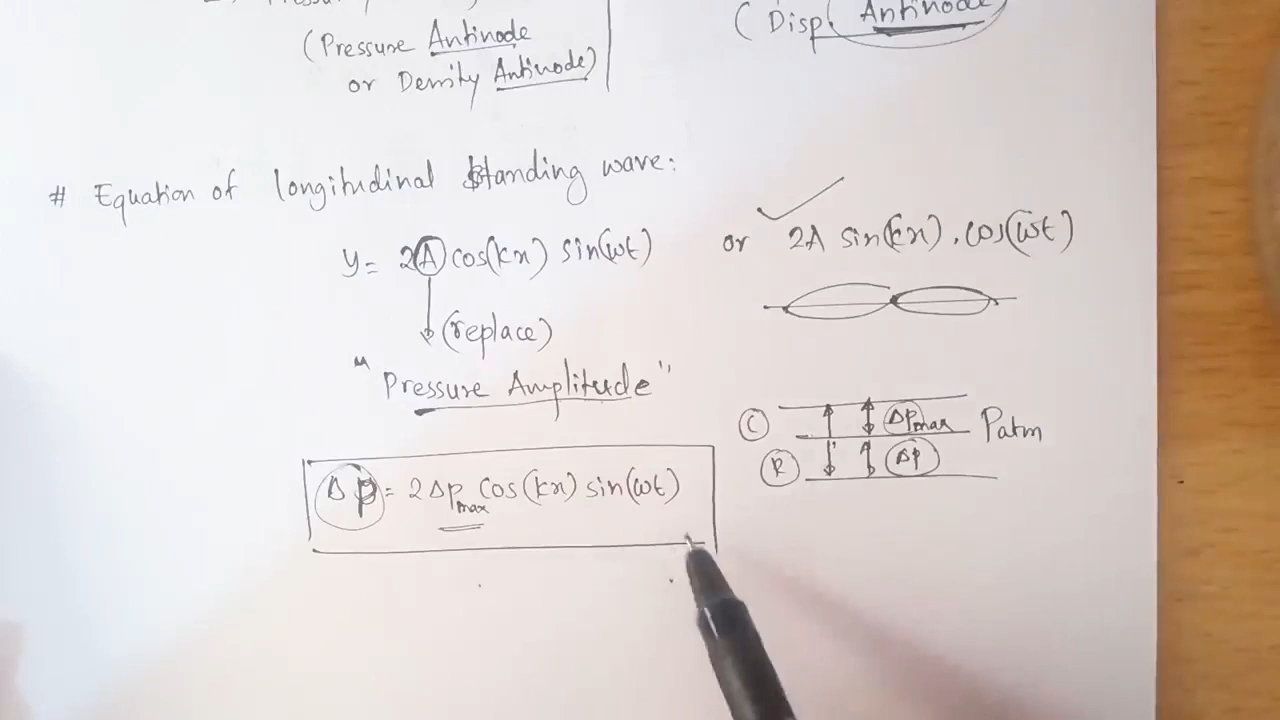 Pressure
(Pressure Antinode
or Density Antinode)
(Disp. Antinode)
# Equation of longitudinal Standing wave:
y = 2A cos(kx) sin(ωt)
or 2A sin(kx) . cos(ωt)
(replace)
"Pressure Amplitude"
C ΔPmax Patm
R Δp
Δp = 2Δpmax cos(kx) sin(ωt)